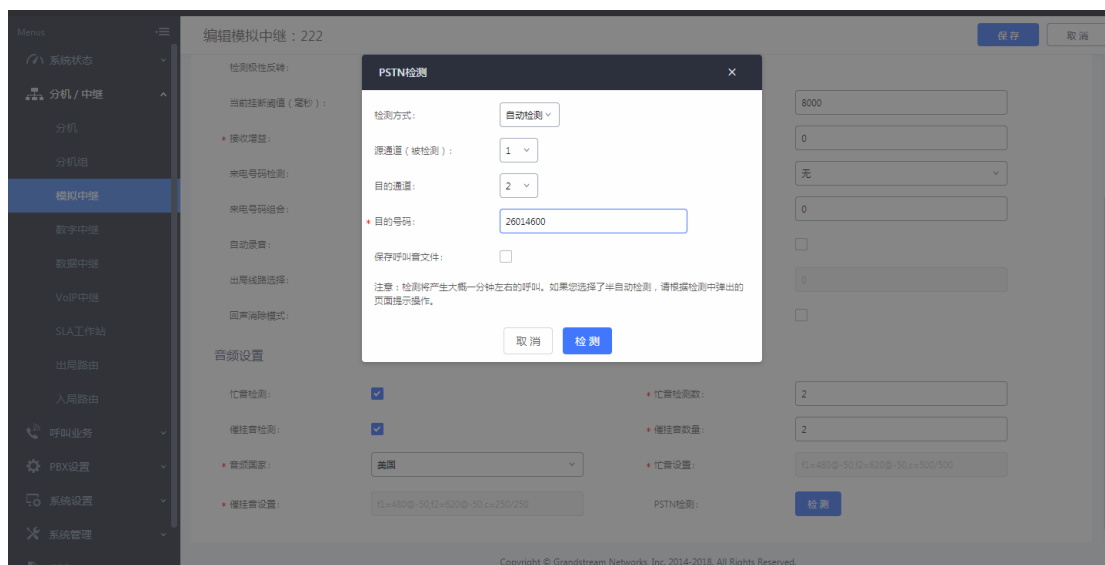 Menus
编辑模拟中继：222
保存
取消
系统状态
分机 / 中继
分机
分机组
模拟中继
数字中继
数据中继
VoIP中继
SLA工作站
出局路由
入局路由
呼叫业务
PBX设置
系统设置
系统管理
检测极性反转：
当前挂断阈值（毫秒）：
8000
* 接收增益：
0
来电号码检测：
无
来电号码组合：
0
自动录音：
出局线路选择：
0
回声消除模式：
PSTN检测
×
检测方式：
自动检测
源通道（被检测）：
1
目的通道：
2
* 目的号码：
26014600
保存呼叫音文件：
注意：检测将产生大概一分钟左右的呼叫。如果您选择了半自动检测，请根据检测中弹出的
页面提示操作。
取消
检测
音频设置
忙音检测：
* 忙音检测数：
2
催挂音检测：
* 催挂音数量：
2
* 音频国家：
美国
* 忙音设置：
f1=480@-50,f2=620@-50,c=500/500
* 催挂音设置：
f1=480@-50,f2=620@-50,c=250/250
PSTN检测：
检测
Copyright © Grandstream Networks, Inc. 2014-2018. All Rights Reserved.